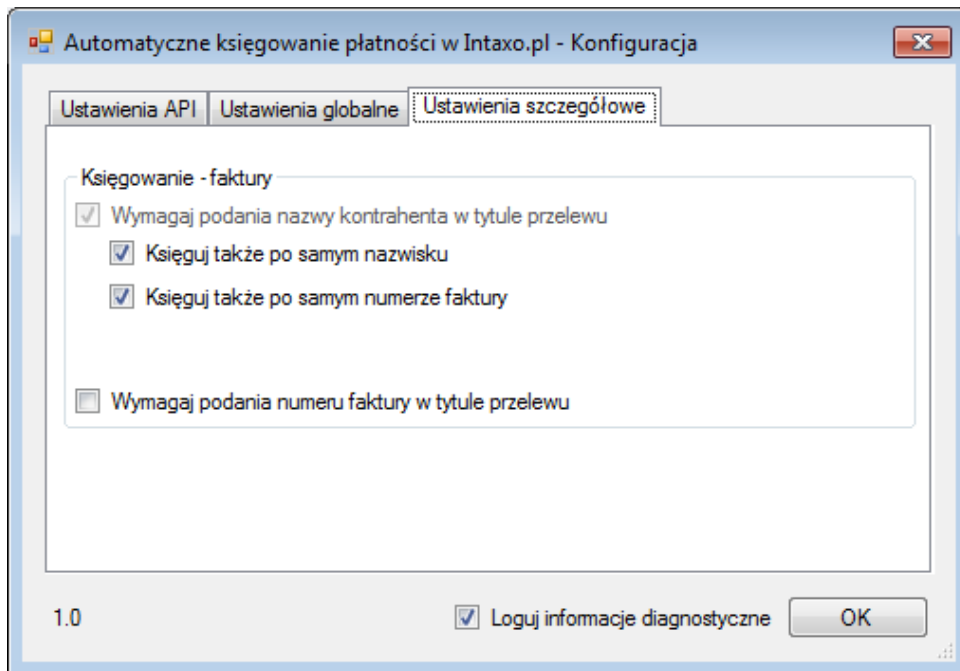 Automatyczne księgowanie płatności w Intaxo.pl - Konfiguracja
Ustawienia API
Ustawienia globalne
Ustawienia szczegółowe
Księgowanie - faktury
Wymagaj podania nazwy kontrahenta w tytule przelewu
Księguj także po samym nazwisku
Księguj także po samym numerze faktury
Wymagaj podania numeru faktury w tytule przelewu
1.0
Loguj informacje diagnostyczne
OK